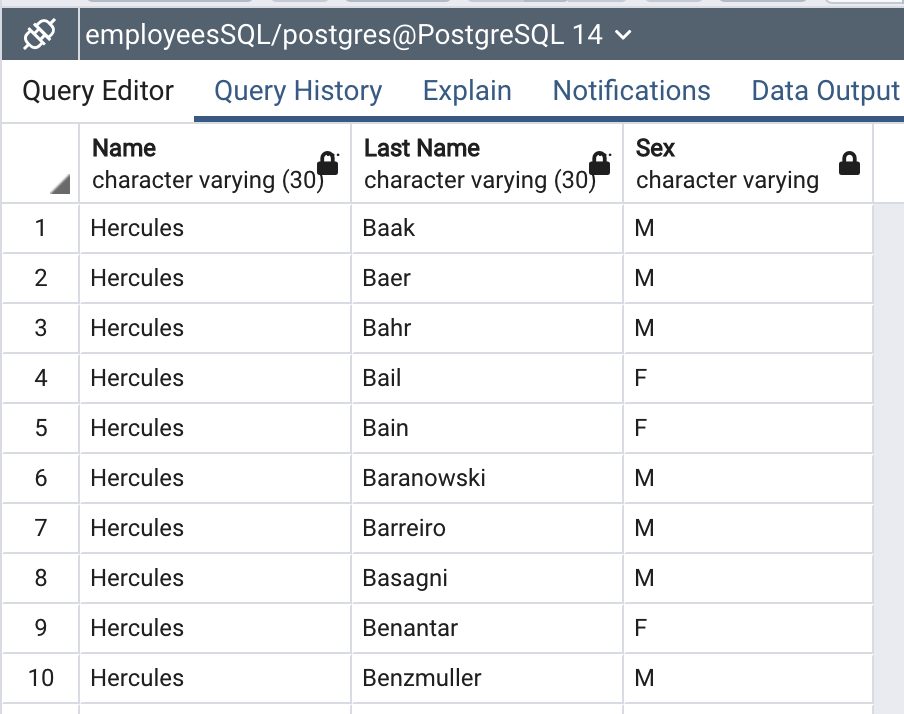 employeesSQL/postgres@PostgreSQL 14
Query Editor Query History Explain Notifications Data Output
Name Last Name Sex
character varying (30) character varying (30) character varying
1 Hercules Baak M
2 Hercules Baer M
3 Hercules Bahr M
4 Hercules Bail F
5 Hercules Bain F
6 Hercules Baranowski M
7 Hercules Barreiro M
8 Hercules Basagni M
9 Hercules Benantar F
10 Hercules Benzmuller M